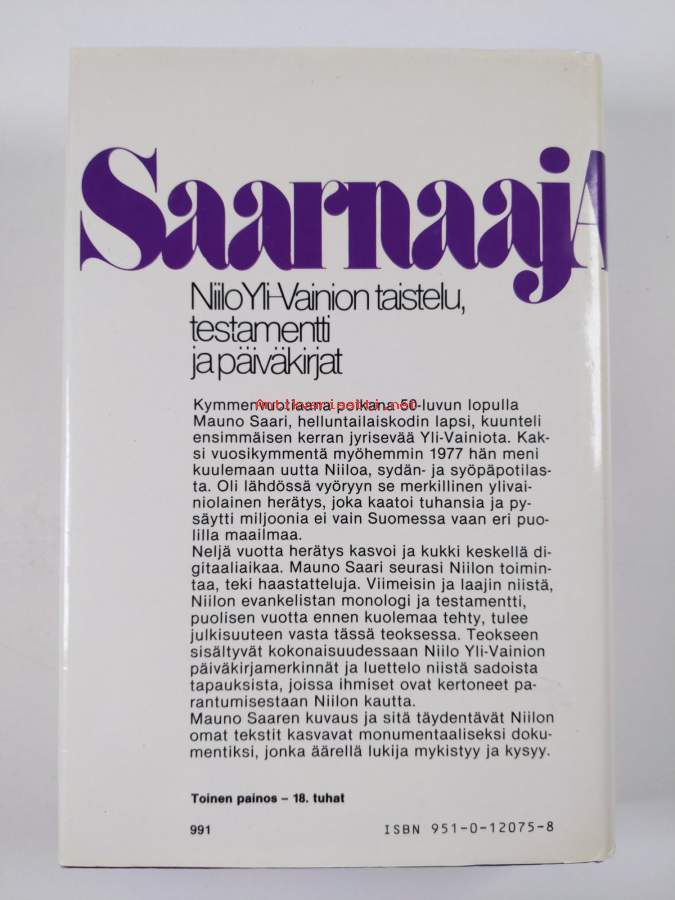 SaarnaajA
Niilo Yli-Vainion taistelu,
testamentti
ja päiväkirjat
Kymmenvuotiaana poikana 50-luvun lopulla
Mauno Saari, helluntailaiskodin lapsi, kuunteli
ensimmäisen kerran jyrisevää Yli-Vainiota. Kak-
si vuosikymmentä myöhemmin 1977 hän meni
kuulemaan uutta Niiloa, sydän- ja syöpäpotilas-
ta. Oli lähdössä vyöryyn se merkillinen ylivai-
niolainen herätys, joka kaatoi tuhansia ja py-
säytti miljoonia ei vain Suomessa vaan eri puo-
lilla maailmaa.
Neljä vuotta herätys kasvoi ja kukki keskellä di-
gitaaliaikaa. Mauno Saari seurasi Niilon toimin-
taa, teki haastatteluja. Viimeisin ja laajin niistä,
Niilon evankelistan monologi ja testamentti,
puolisen vuotta ennen kuolemaa tehty, tulee
julkisuuteen vasta tässä teoksessa. Teokseen
sisältyvät kokonaisuudessaan Niilo Yli-Vainion
päiväkirjamerkinnät ja luettelo niistä sadoista
tapauksista, joissa ihmiset ovat kertoneet pa-
rantumisestaan Niilon kautta.
Mauno Saaren kuvaus ja sitä täydentävät Niilon
omat tekstit kasvavat monumentaaliseksi doku-
mentiksi, jonka äärellä lukija mykistyy ja kysyy.
Toinen painos – 18. tuhat
991 ISBN 951-0-12075-8